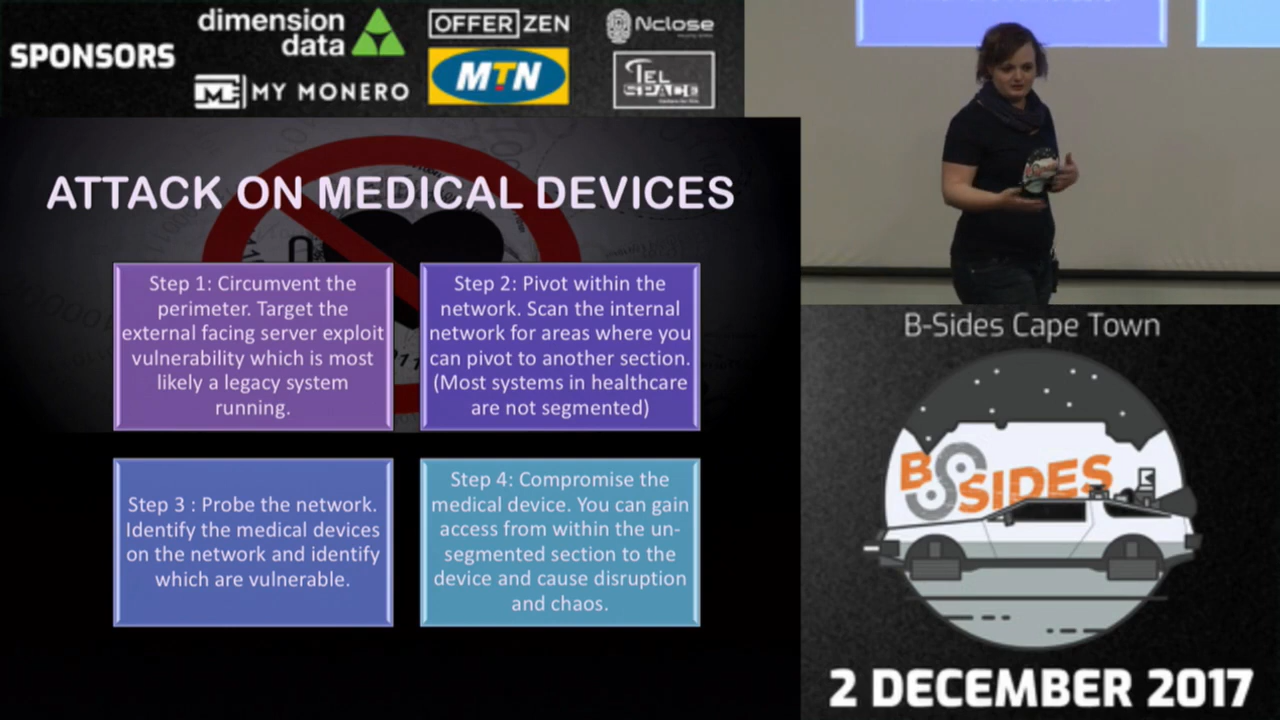 SPONSORS
dimension
data
OFFER ZEN
Nclose
MY MONERO
MTN
TEL
SPACE
ATTACK ON MEDICAL DEVICES
Step 1: Circumvent the
perimeter. Target the
external facing server exploit
vulnerability which is most
likely a legacy system
running.
Step 2: Pivot within the
network. Scan the internal
network for areas where you
can pivot to another section.
(Most systems in healthcare
are not segmented)
Step 3 : Probe the network.
Identify the medical devices
on the network and identify
which are vulnerable.
Step 4: Compromise the
medical device. You can gain
access from within the un-
segmented section to the
device and cause disruption
and chaos.
B-Sides Cape Town
BSIDES
2 DECEMBER 2017